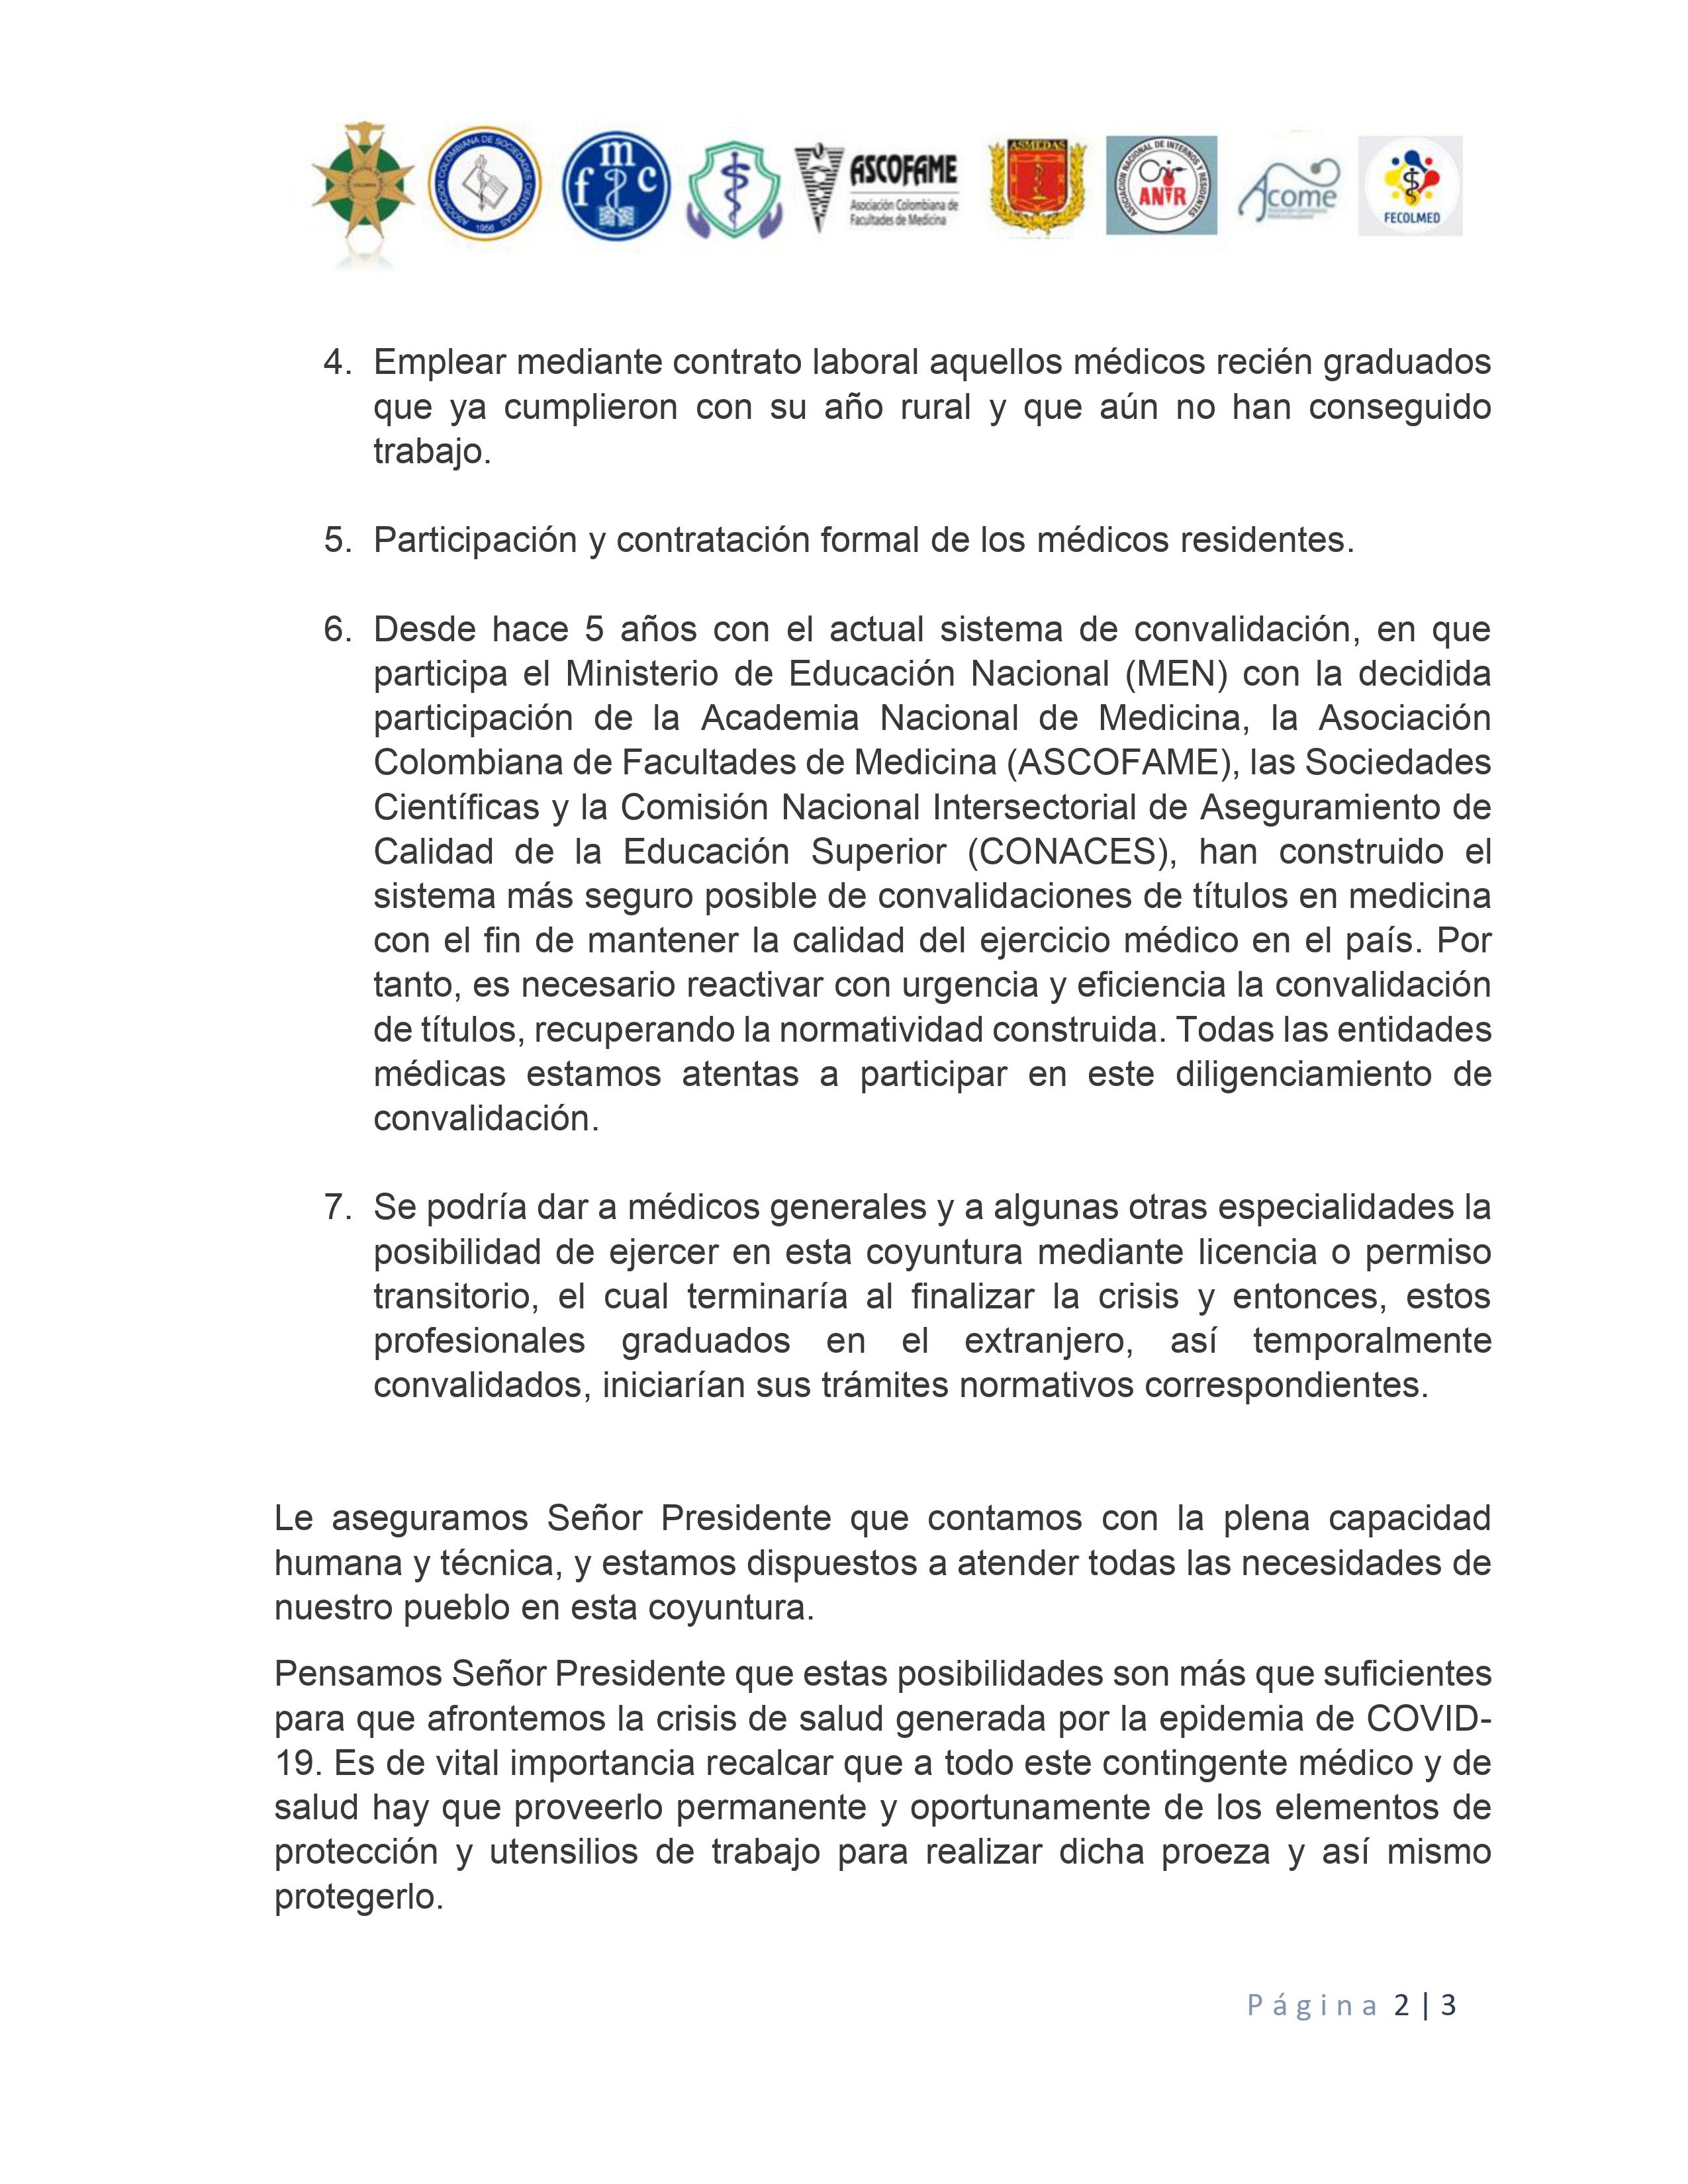 COLOMBIA
ASOCIACION COLOMBIANA DE SOCIEDADES CIENTIFICAS
1956
f m c
ASCOFAME
Asociación Colombiana de
Facultades de Medicina
ASMEDAS
ASOCIACION NACIONAL DE INTERNOS Y RESIDENTES
ANIR
Acome
FECOLMED
4. Emplear mediante contrato laboral aquellos médicos recién graduados
que ya cumplieron con su año rural y que aún no han conseguido
trabajo.
5. Participación y contratación formal de los médicos residentes.
6. Desde hace 5 años con el actual sistema de convalidación, en que
participa el Ministerio de Educación Nacional (MEN) con la decidida
participación de la Academia Nacional de Medicina, la Asociación
Colombiana de Facultades de Medicina (ASCOFAME), las Sociedades
Científicas y la Comisión Nacional Intersectorial de Aseguramiento de
Calidad de la Educación Superior (CONACES), han construido el
sistema más seguro posible de convalidaciones de títulos en medicina
con el fin de mantener la calidad del ejercicio médico en el país. Por
tanto, es necesario reactivar con urgencia y eficiencia la convalidación
de títulos, recuperando la normatividad construida. Todas las entidades
médicas estamos atentas a participar en este diligenciamiento de
convalidación.
7. Se podría dar a médicos generales y a algunas otras especialidades la
posibilidad de ejercer en esta coyuntura mediante licencia o permiso
transitorio, el cual terminaría al finalizar la crisis y entonces, estos
profesionales graduados en el extranjero, así temporalmente
convalidados, iniciarían sus trámites normativos correspondientes.
Le aseguramos Señor Presidente que contamos con la plena capacidad
humana y técnica, y estamos dispuestos a atender todas las necesidades de
nuestro pueblo en esta coyuntura.
Pensamos Señor Presidente que estas posibilidades son más que suficientes
para que afrontemos la crisis de salud generada por la epidemia de COVID-
19. Es de vital importancia recalcar que a todo este contingente médico y de
salud hay que proveerlo permanente y oportunamente de los elementos de
protección y utensilios de trabajo para realizar dicha proeza y así mismo
protegerlo.
Página 2 | 3